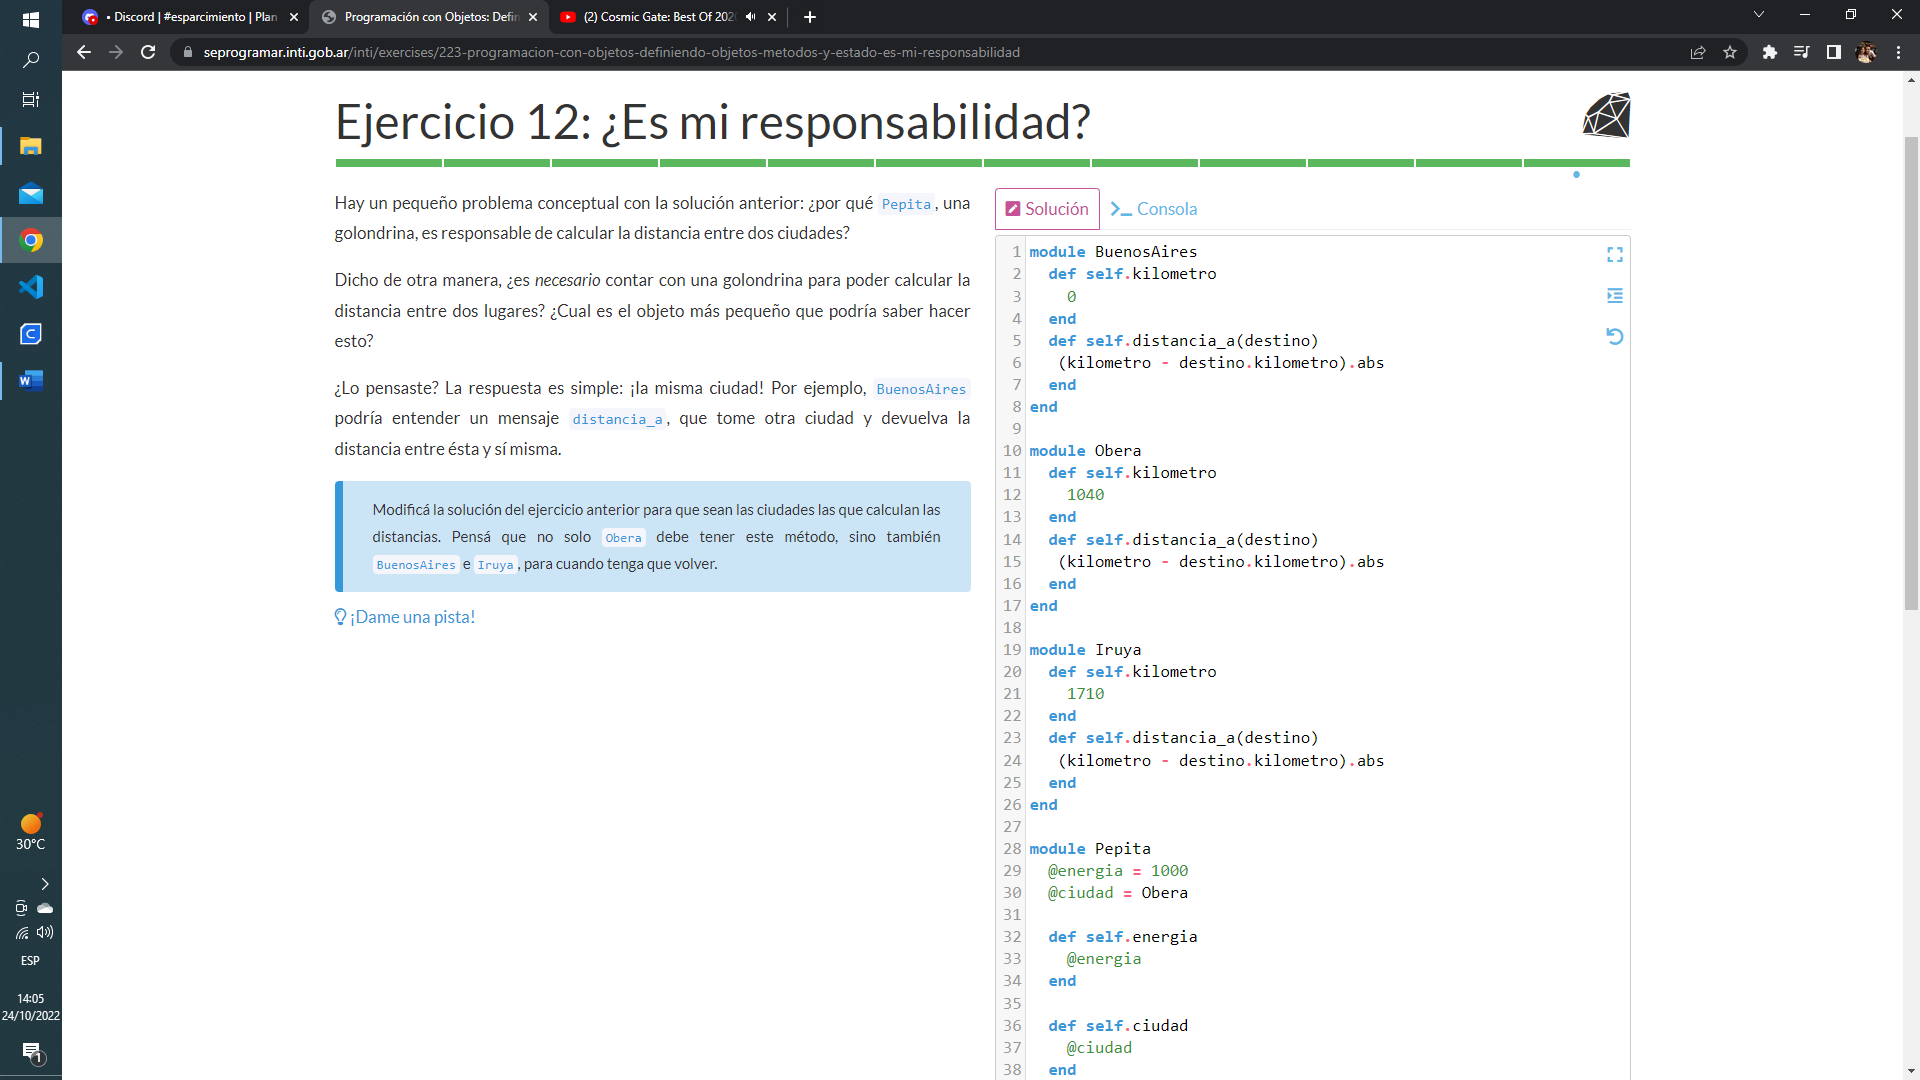 • Discord | #esparcimiento | Plan
Programación con Objetos: Defin
(2) Cosmic Gate: Best Of 202
seprogramar.inti.gob.ar/inti/exercises/223-programacion-con-objetos-definiendo-objetos-metodos-y-estado-es-mi-responsabilidad
Ejercicio 12: ¿Es mi responsabilidad?
Hay un pequeño problema conceptual con la solución anterior: ¿por qué Pepita, una
golondrina, es responsable de calcular la distancia entre dos ciudades?
Dicho de otra manera, ¿es necesario contar con una golondrina para poder calcular la
distancia entre dos lugares? ¿Cual es el objeto más pequeño que podría saber hacer
esto?
¿Lo pensaste? La respuesta es simple: ¡la misma ciudad! Por ejemplo, BuenosAires
podría entender un mensaje distancia_a, que tome otra ciudad y devuelva la
distancia entre ésta y sí misma.
Modificá la solución del ejercicio anterior para que sean las ciudades las que calculan las
distancias. Pensá que no solo Obera debe tener este método, sino también
BuenosAires e Iruya, para cuando tenga que volver.
¡Dame una pista!
Solución
Consola
1 module BuenosAires
2   def self.kilometro
3     0
4   end
5   def self.distancia_a(destino)
6    (kilometro - destino.kilometro).abs
7   end
8 end
9
10 module Obera
11   def self.kilometro
12     1040
13   end
14   def self.distancia_a(destino)
15    (kilometro - destino.kilometro).abs
16   end
17 end
18
19 module Iruya
20   def self.kilometro
21     1710
22   end
23   def self.distancia_a(destino)
24    (kilometro - destino.kilometro).abs
25   end
26 end
27
28 module Pepita
29   @energia = 1000
30   @ciudad = Obera
31
32   def self.energia
33     @energia
34   end
35
36   def self.ciudad
37     @ciudad
38   end
30°C
ESP
14:05
24/10/2022
1